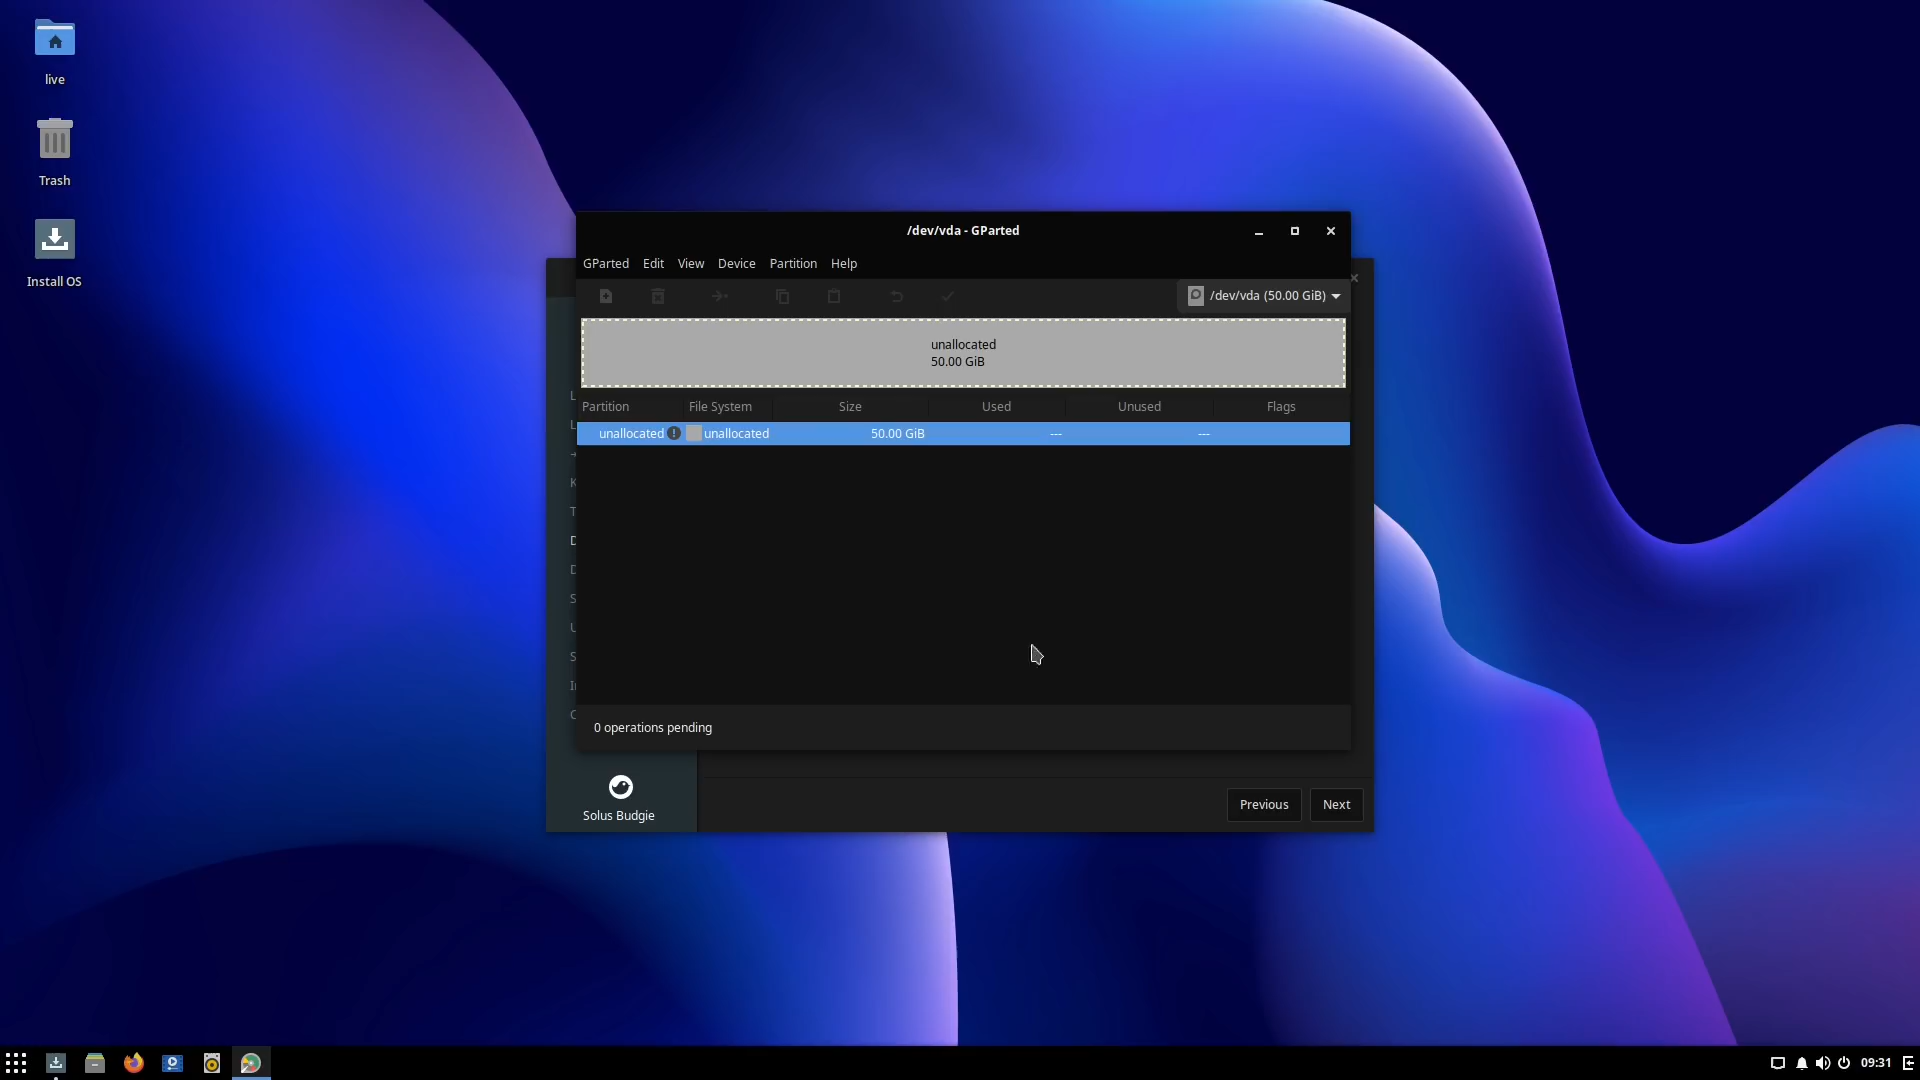 live
Trash
Install OS
/dev/vda - GParted
GParted Edit View Device Partition Help
/dev/vda (50.00 GiB)
unallocated
50.00 GiB
Partition File System Size Used Unused Flags
unallocated unallocated 50.00 GiB --- ---
L
L
K
T
D
D
S
U
S
I
C
0 operations pending
Solus Budgie
Previous Next
09:31